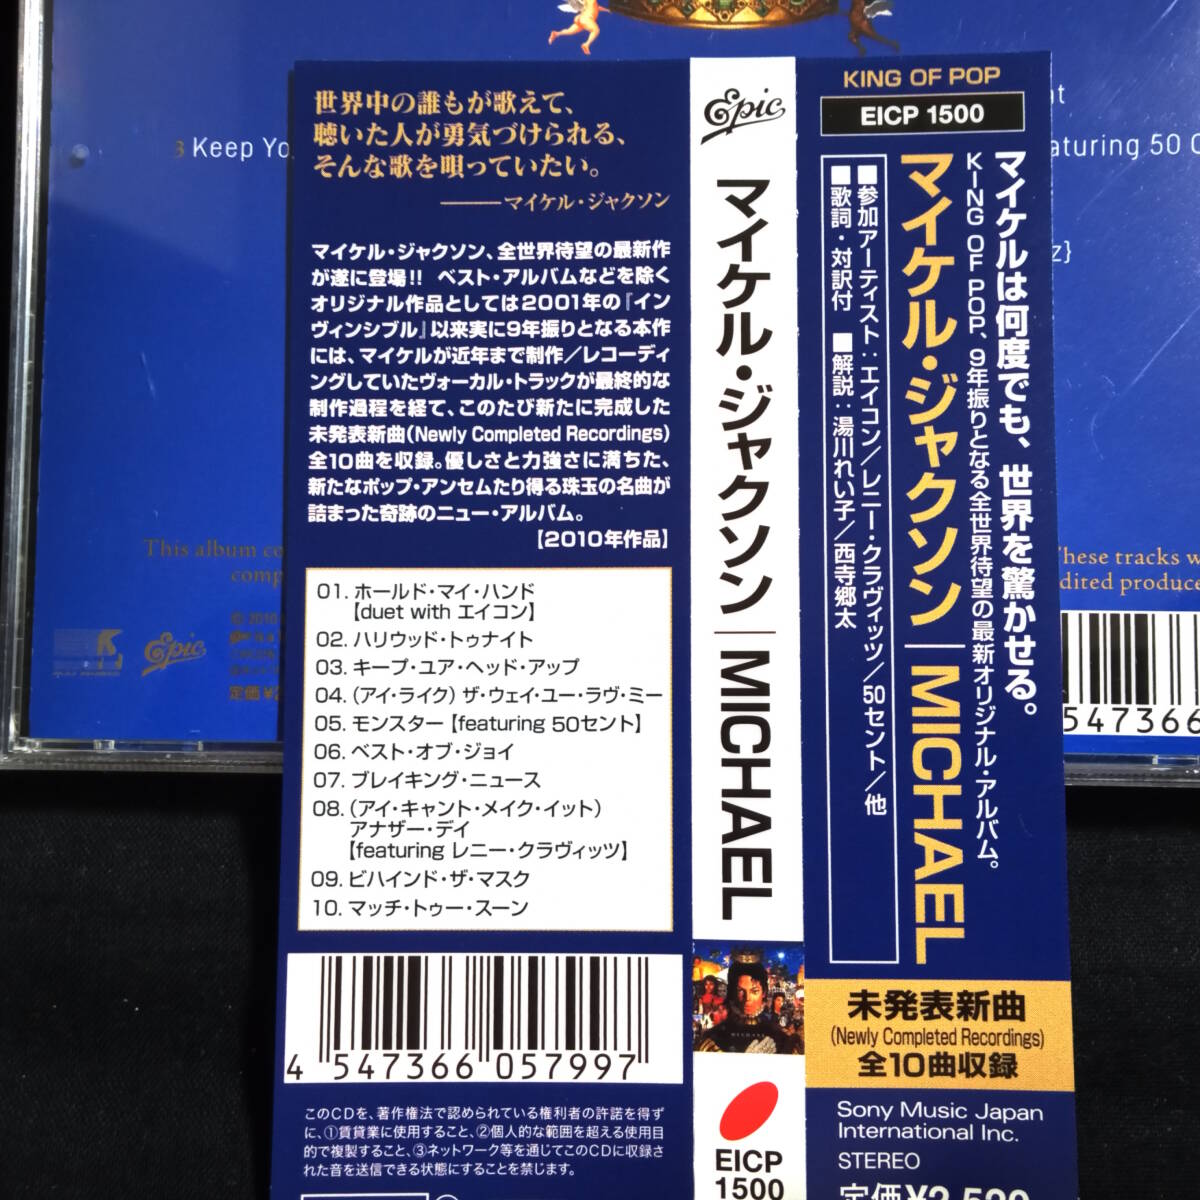 世界中の誰もが歌えて、
聴いた人が勇気づけられる、
そんな歌を唄っていたい。
――マイケル・ジャクソン
マイケル・ジャクソン、全世界待望の最新作
が遂に登場!! ベスト・アルバムなどを除く
オリジナル作品としては2001年の『イン
ヴィンシブル』以来実に9年振りとなる本作
には、マイケルが近年まで制作/レコーディ
ングしていたヴォーカル・トラックが最終的な
制作過程を経て、このたび新たに完成した
未発表新曲(Newly Completed Recordings)
全10曲を収録。優しさと力強さに満ちた、
新たなポップ・アンセムたり得る珠玉の名曲が
詰まった奇跡のニュー・アルバム。
【2010年作品】
01. ホールド・マイ・ハンド
【duet with エイコン】
02. ハリウッド・トゥナイト
03. キープ・ユア・ヘッド・アップ
04. (アイ・ライク) ザ・ウェイ・ユー・ラヴ・ミー
05. モンスター【featuring 50セント】
06. ベスト・オブ・ジョイ
07. ブレイキング・ニュース
08. (アイ・キャント・メイク・イット)
アナザー・デイ
【featuring レニー・クラヴィッツ】
09. ビハインド・ザ・マスク
10. マッチ・トゥー・スーン
4 547366 057997
このCDを、著作権法で認められている権利者の許諾を得ず
に、①賃貸業に使用すること、②個人的な範囲を超える使用目
的で複製すること、③ネットワーク等を通じてこのCDに収録さ
れた音を送信できる状態にすることを禁じます。
Epic
マイケル・ジャクソン | MICHAEL
MICHAEL
EICP
1500
KING OF POP
EICP 1500
マイケルは何度でも、世界を驚かせる。
KING OF POP、9年振りとなる全世界待望の最新オリジナル・アルバム。
マイケル・ジャクソン | MICHAEL
■参加アーティスト:エイコン/レニー・クラヴィッツ/50セント/他
■歌詞・対訳付 ■解説:湯川れい子/西寺郷太
未発表新曲
(Newly Completed Recordings)
全10曲収録
Sony Music Japan
International Inc.
STEREO
定価¥2,500
3 Keep Yo
aturing 50 C
z}
This album co
comp
These tracks w
dited produce
Ⓟ 2010
Epic
定価¥2
547366